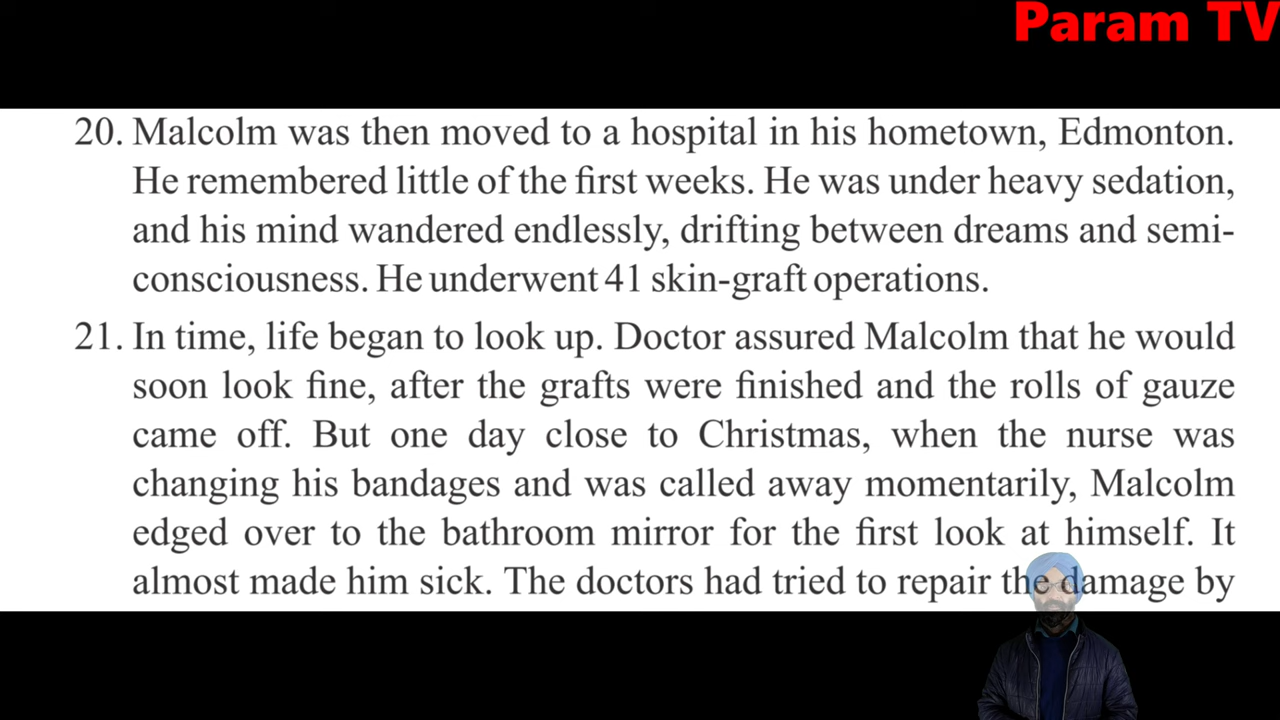 Param TV
20. Malcolm was then moved to a hospital in his hometown, Edmonton.
He remembered little of the first weeks. He was under heavy sedation,
and his mind wandered endlessly, drifting between dreams and semi-
consciousness. He underwent 41 skin-graft operations.
21. In time, life began to look up. Doctor assured Malcolm that he would
soon look fine, after the grafts were finished and the rolls of gauze
came off. But one day close to Christmas, when the nurse was
changing his bandages and was called away momentarily, Malcolm
edged over to the bathroom mirror for the first look at himself. It
almost made him sick. The doctors had tried to repair the damage by